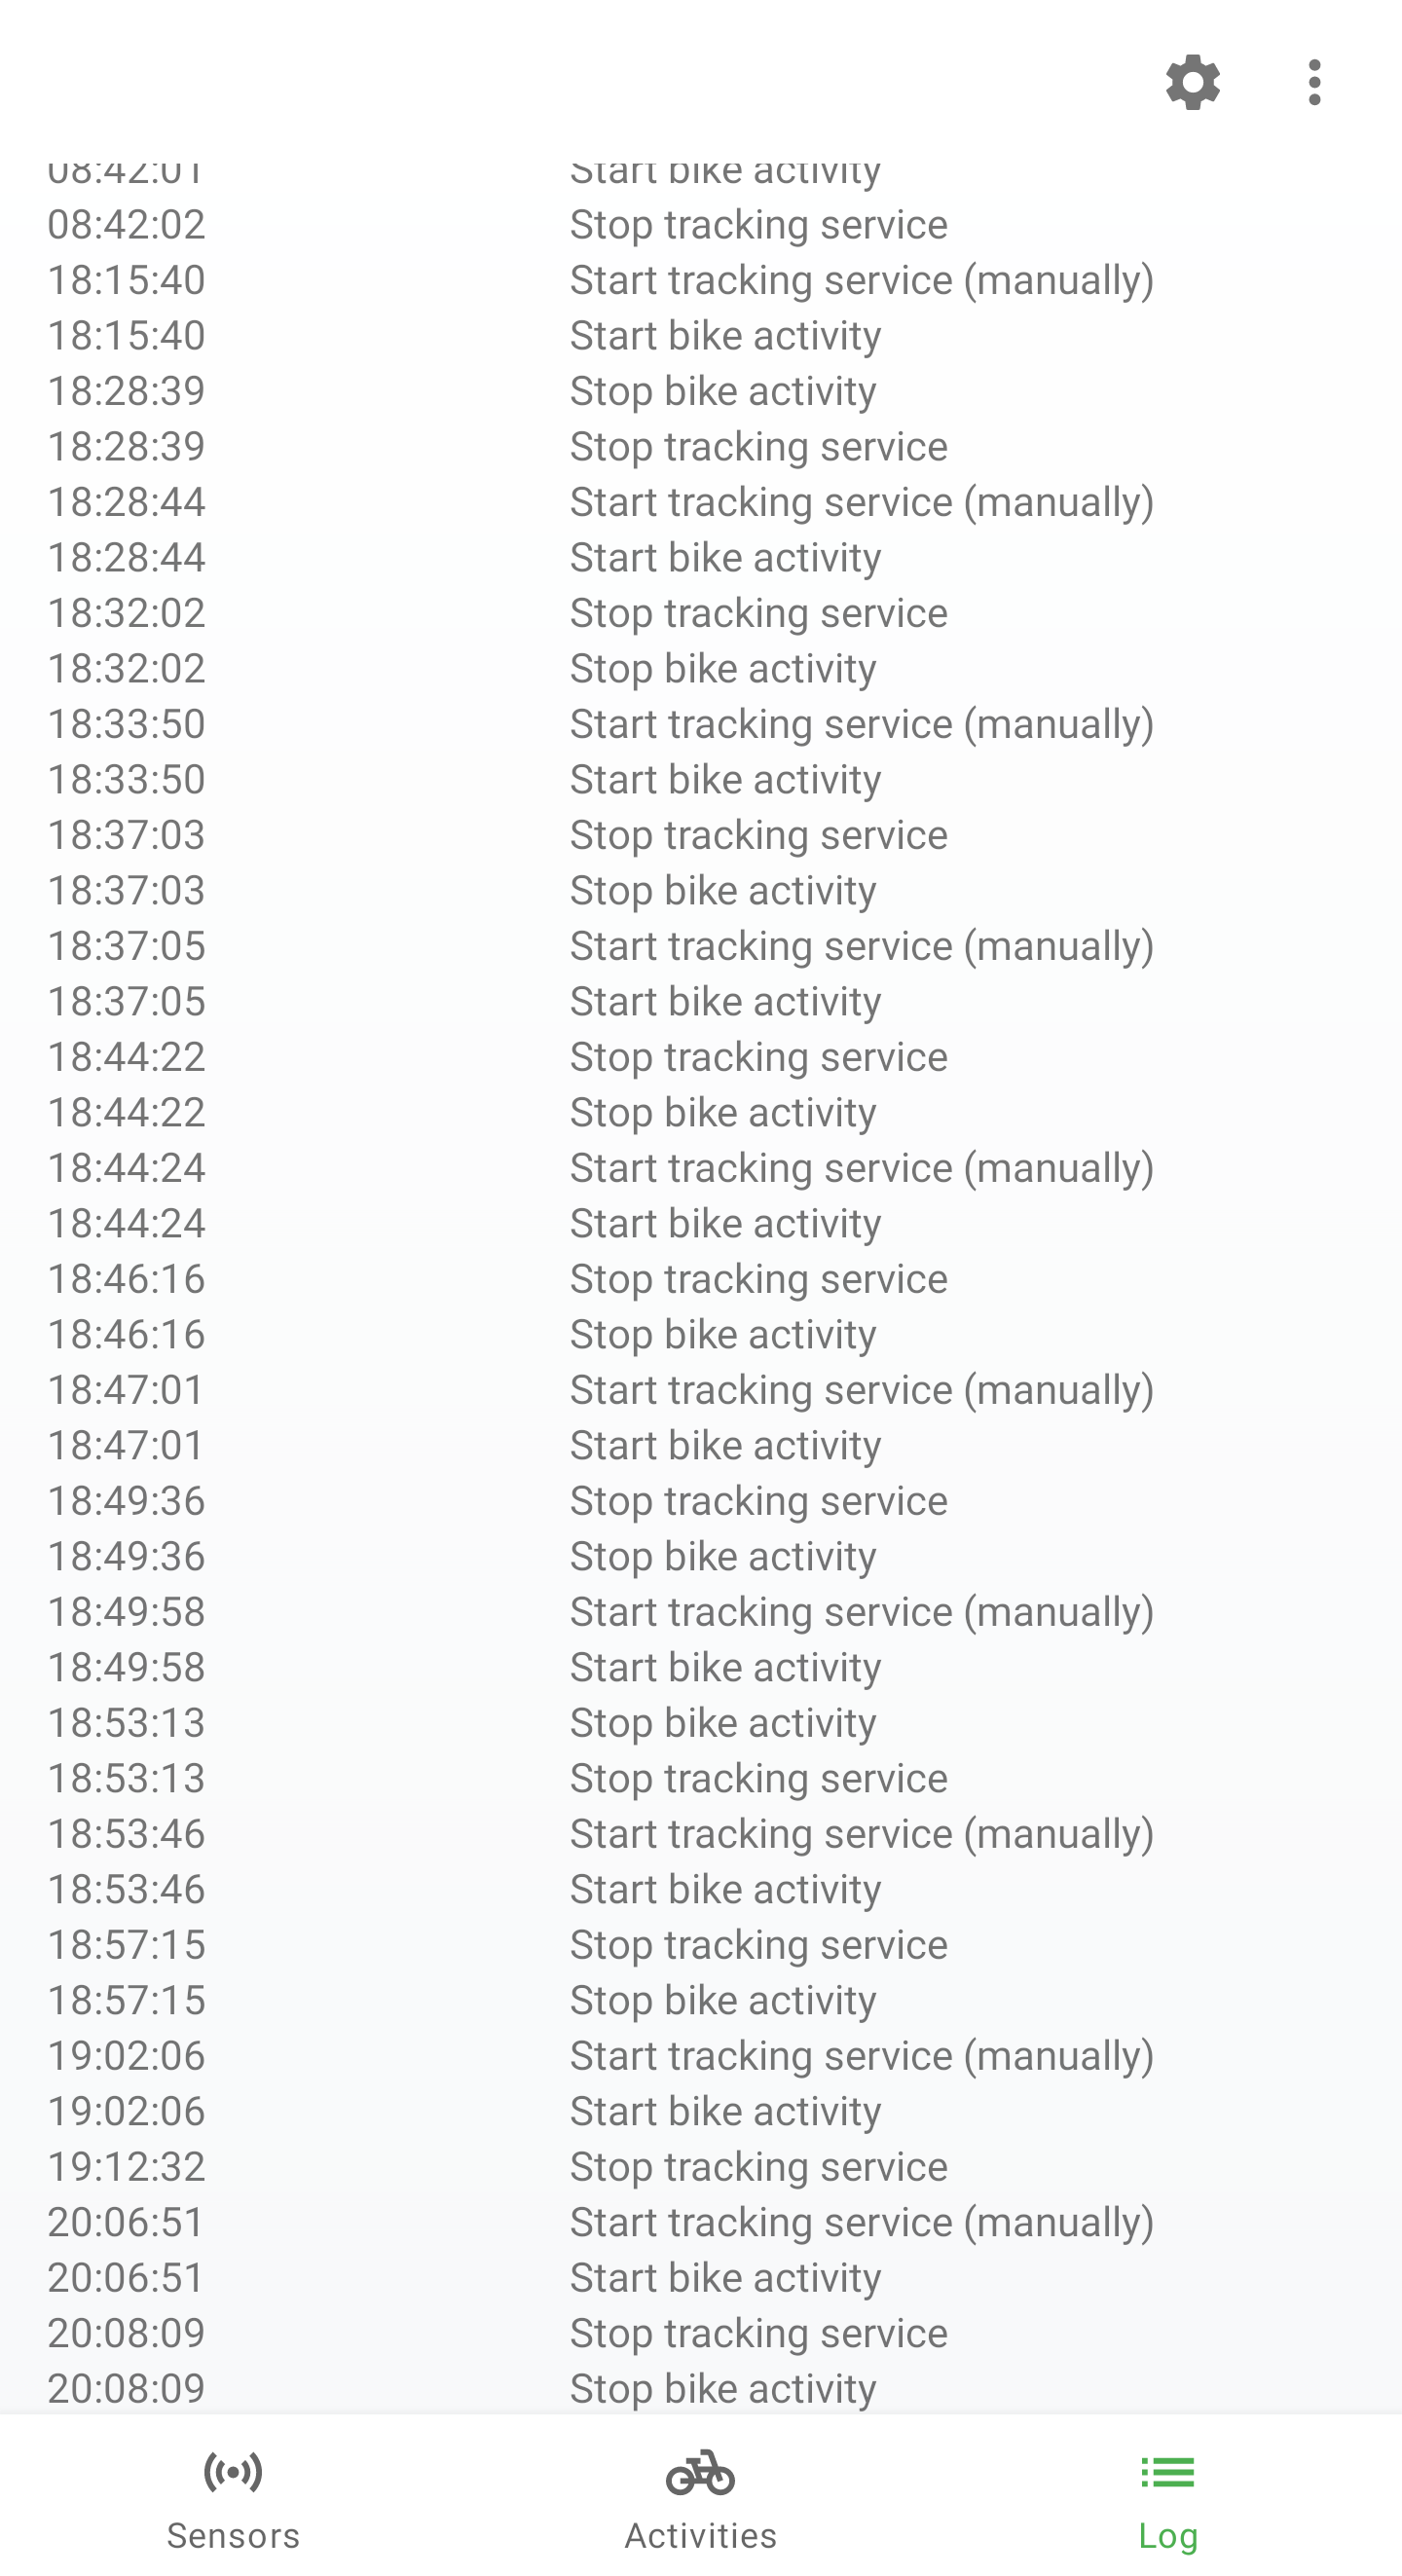 08:42:01 Start bike activity
08:42:02 Stop tracking service
18:15:40 Start tracking service (manually)
18:15:40 Start bike activity
18:28:39 Stop bike activity
18:28:39 Stop tracking service
18:28:44 Start tracking service (manually)
18:28:44 Start bike activity
18:32:02 Stop tracking service
18:32:02 Stop bike activity
18:33:50 Start tracking service (manually)
18:33:50 Start bike activity
18:37:03 Stop tracking service
18:37:03 Stop bike activity
18:37:05 Start tracking service (manually)
18:37:05 Start bike activity
18:44:22 Stop tracking service
18:44:22 Stop bike activity
18:44:24 Start tracking service (manually)
18:44:24 Start bike activity
18:46:16 Stop tracking service
18:46:16 Stop bike activity
18:47:01 Start tracking service (manually)
18:47:01 Start bike activity
18:49:36 Stop tracking service
18:49:36 Stop bike activity
18:49:58 Start tracking service (manually)
18:49:58 Start bike activity
18:53:13 Stop bike activity
18:53:13 Stop tracking service
18:53:46 Start tracking service (manually)
18:53:46 Start bike activity
18:57:15 Stop tracking service
18:57:15 Stop bike activity
19:02:06 Start tracking service (manually)
19:02:06 Start bike activity
19:12:32 Stop tracking service
20:06:51 Start tracking service (manually)
20:06:51 Start bike activity
20:08:09 Stop tracking service
20:08:09 Stop bike activity
Sensors Activities Log